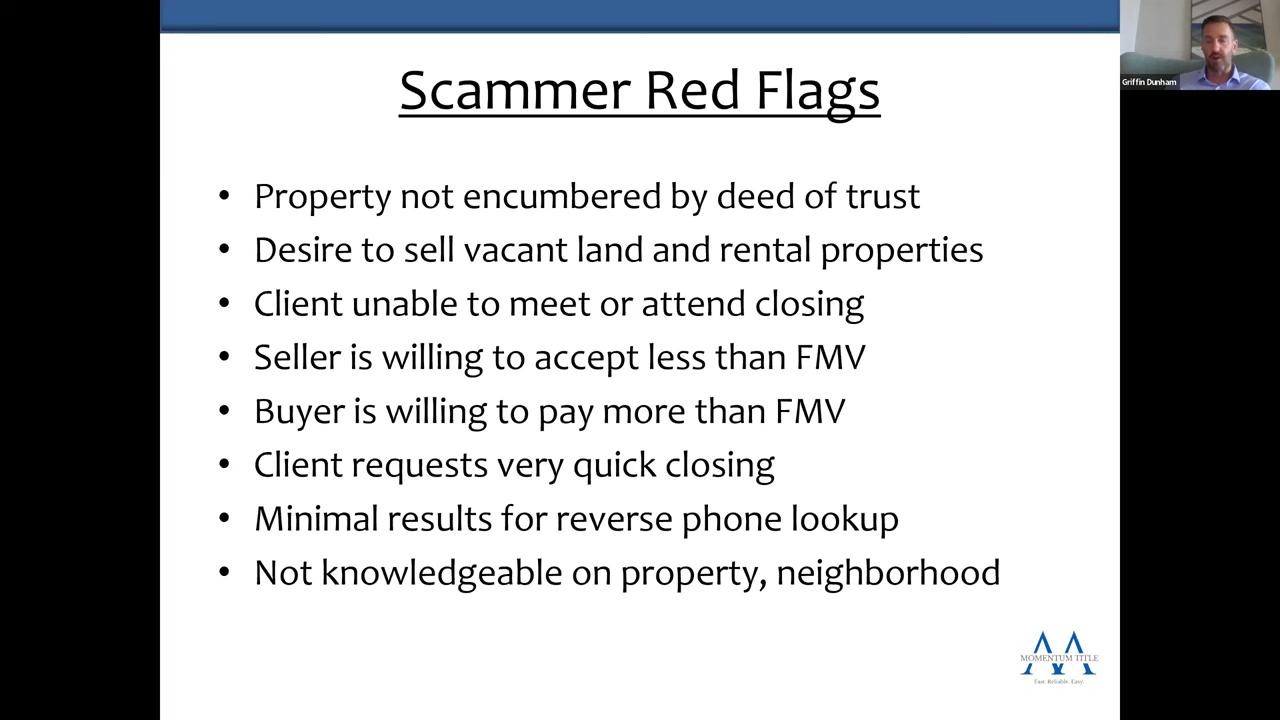 Scammer Red Flags
• Property not encumbered by deed of trust
• Desire to sell vacant land and rental properties
• Client unable to meet or attend closing
• Seller is willing to accept less than FMV
• Buyer is willing to pay more than FMV
• Client requests very quick closing
• Minimal results for reverse phone lookup
• Not knowledgeable on property, neighborhood
Griffin Dunham
MOMENTUM TITLE
Fast. Reliable. Easy.